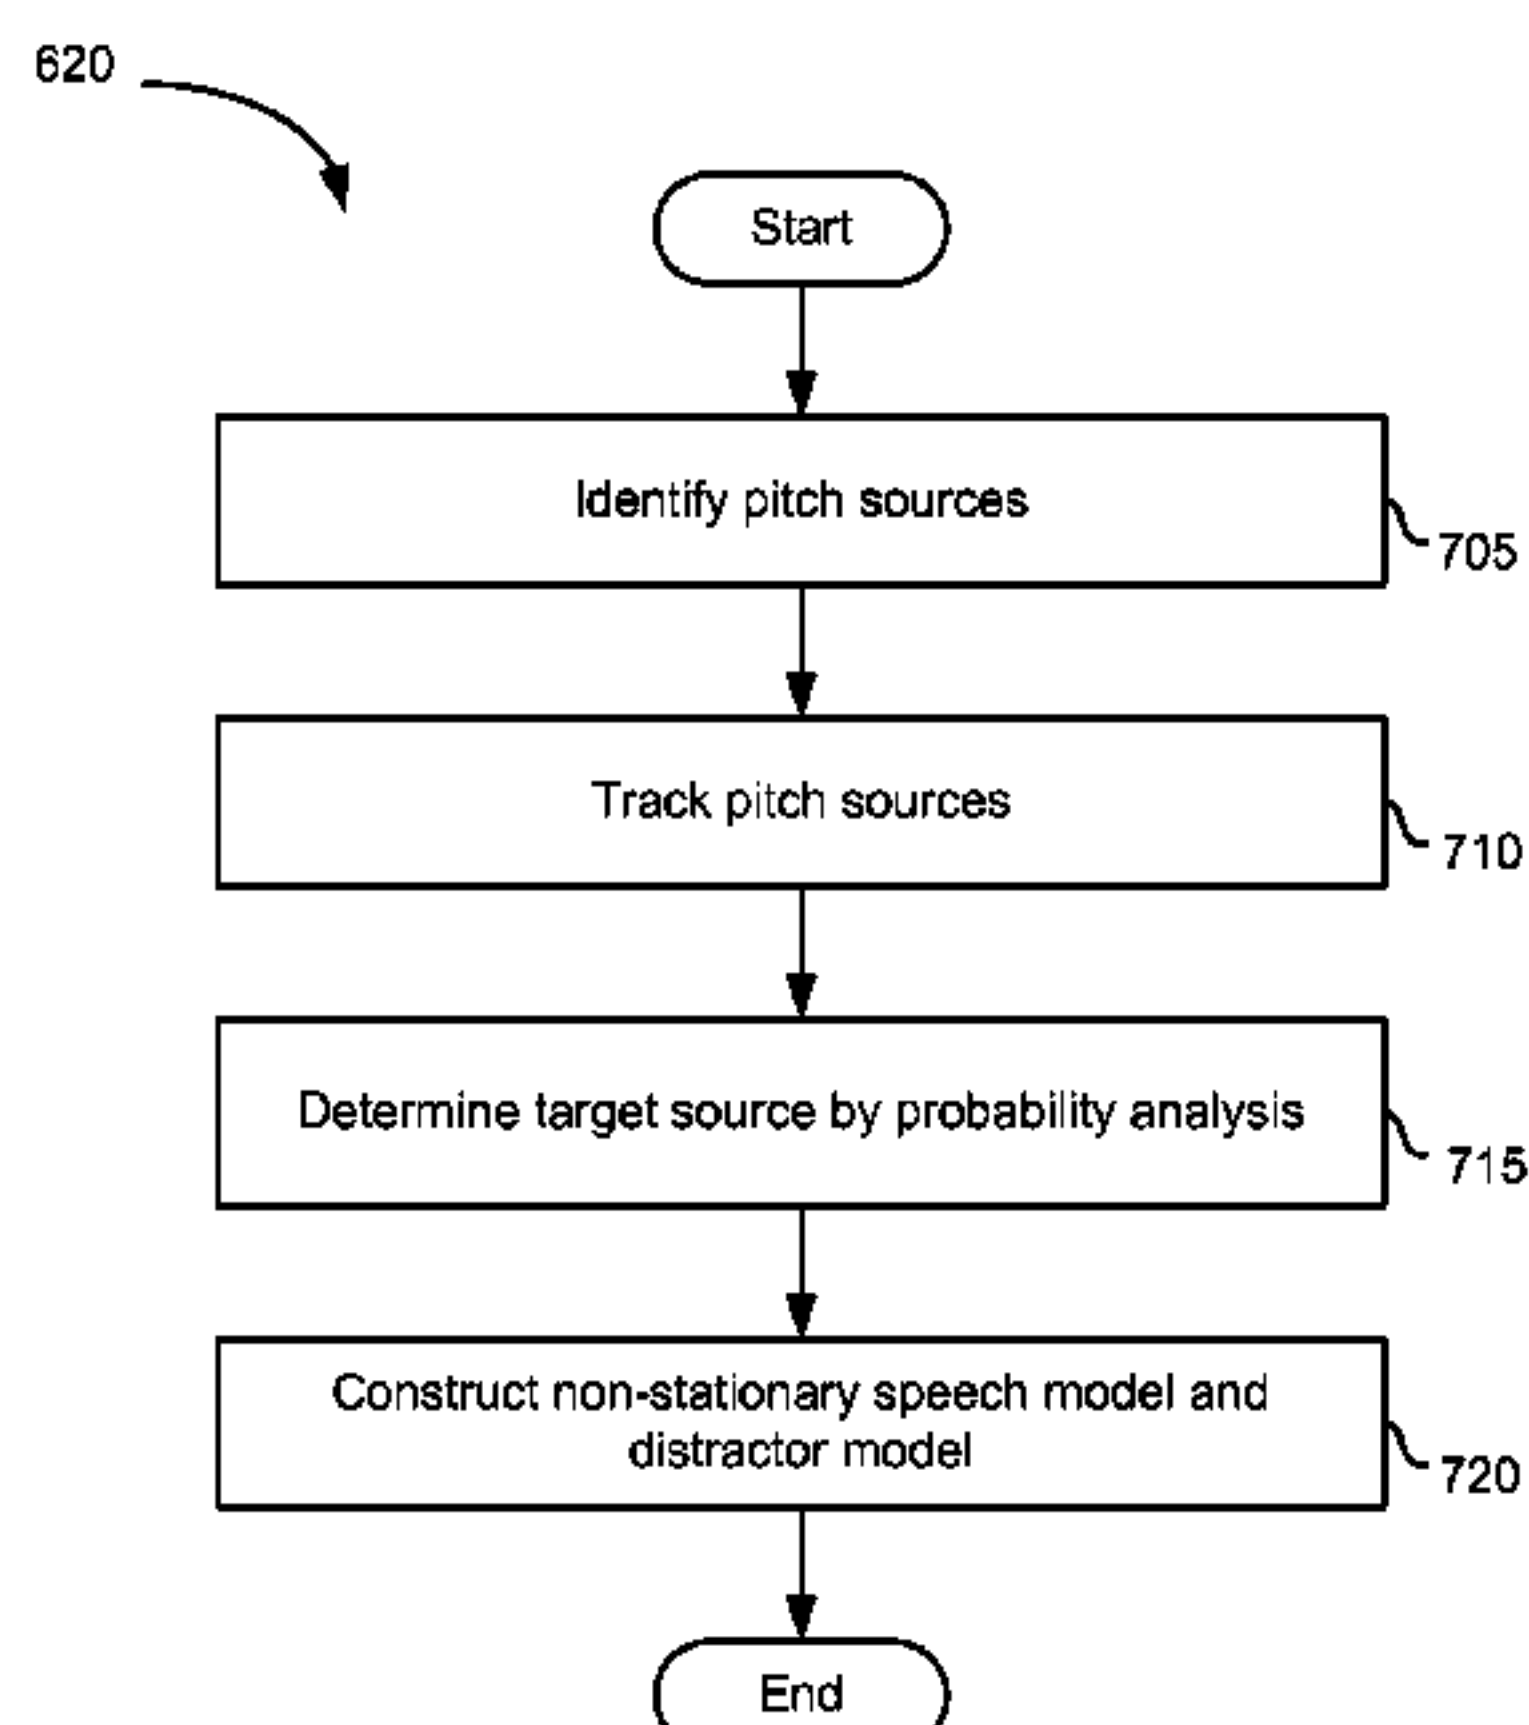 620
Start
Identify pitch sources
705
Track pitch sources
710
Determine target source by probability analysis
715
Construct non-stationary speech model and
distractor model
720
End